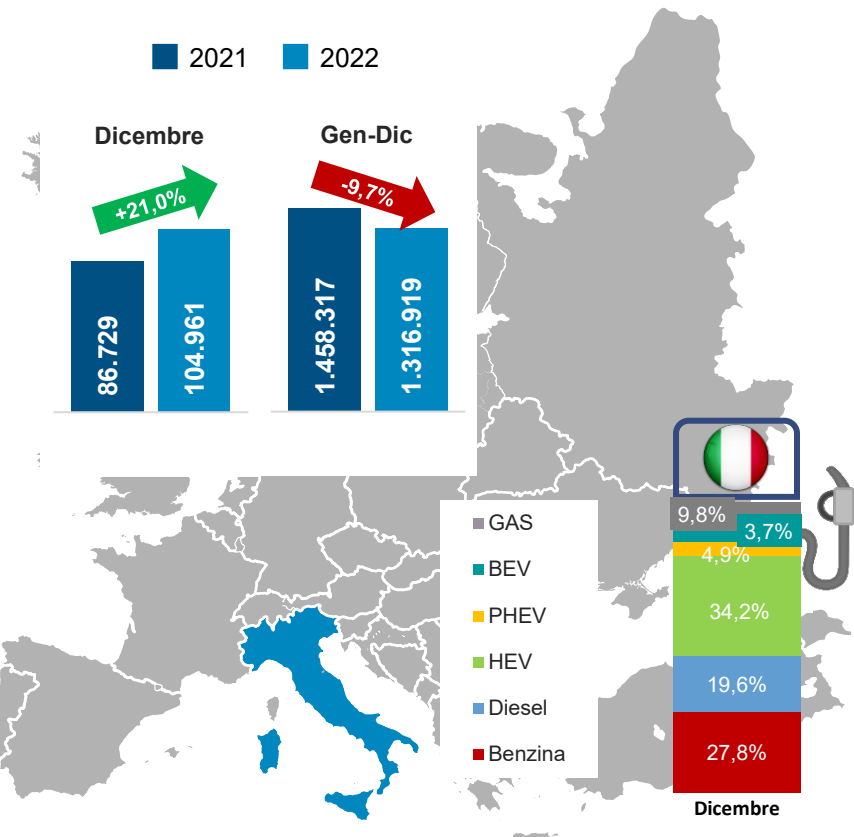 2021 2022
Dicembre Gen-Dic
+21,0% -9,7%
86.729 104.961 1.458.317 1.316.919
GAS
BEV
PHEV
HEV
Diesel
Benzina
9,8%
3,7%
4,9%
34,2%
19,6%
27,8%
Dicembre